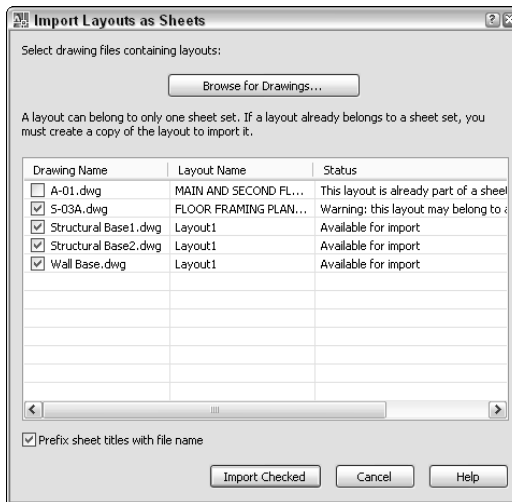 Import Layouts as Sheets
Select drawing files containing layouts:
Browse for Drawings...
A layout can belong to only one sheet set. If a layout already belongs to a sheet set, you
must create a copy of the layout to import it.
Drawing Name Layout Name Status
A-01.dwg MAIN AND SECOND FL... This layout is already part of a sheet
S-03A.dwg FLOOR FRAMING PLAN... Warning: this layout may belong to a
Structural Base1.dwg Layout1 Available for import
Structural Base2.dwg Layout1 Available for import
Wall Base.dwg Layout1 Available for import
Prefix sheet titles with file name
Import Checked Cancel Help